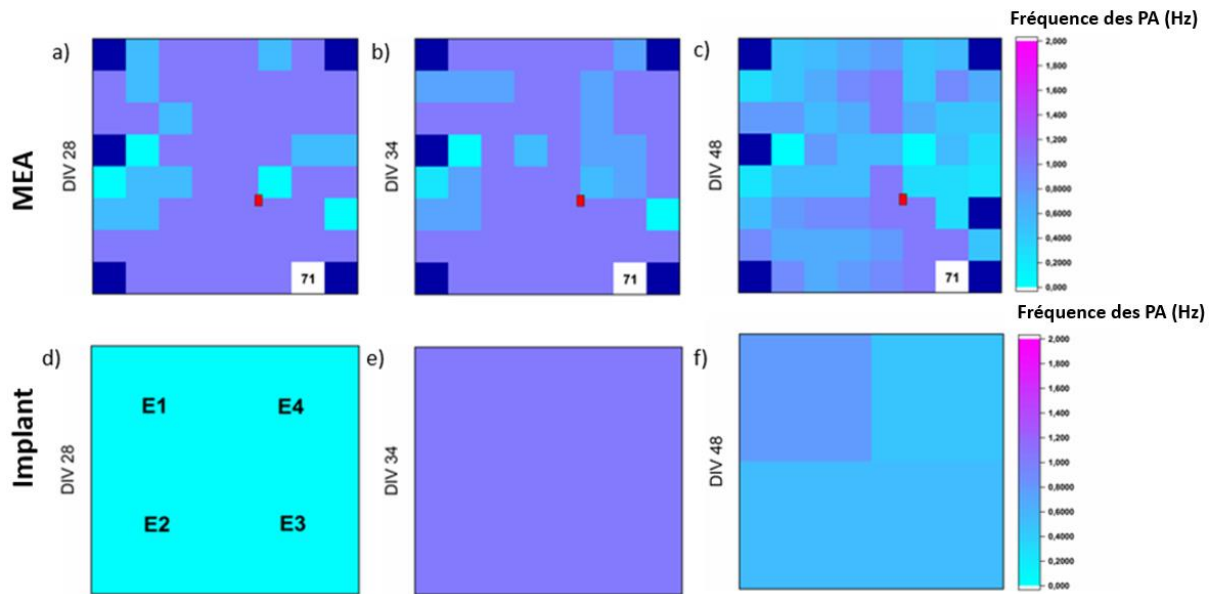 Fréquence des PA (Hz)
a)
b)
c)
MEA
DIV 28
DIV 34
DIV 48
71
71
71
2,000
1,800
1,600
1,400
1,200
1,000
0,8000
0,6000
0,4000
0,2000
0,000
Fréquence des PA (Hz)
d)
e)
f)
Implant
DIV 28
E1
E4
E2
E3
DIV 34
DIV 48
2,000
1,800
1,600
1,400
1,200
1,000
0,8000
0,6000
0,4000
0,2000
0,000